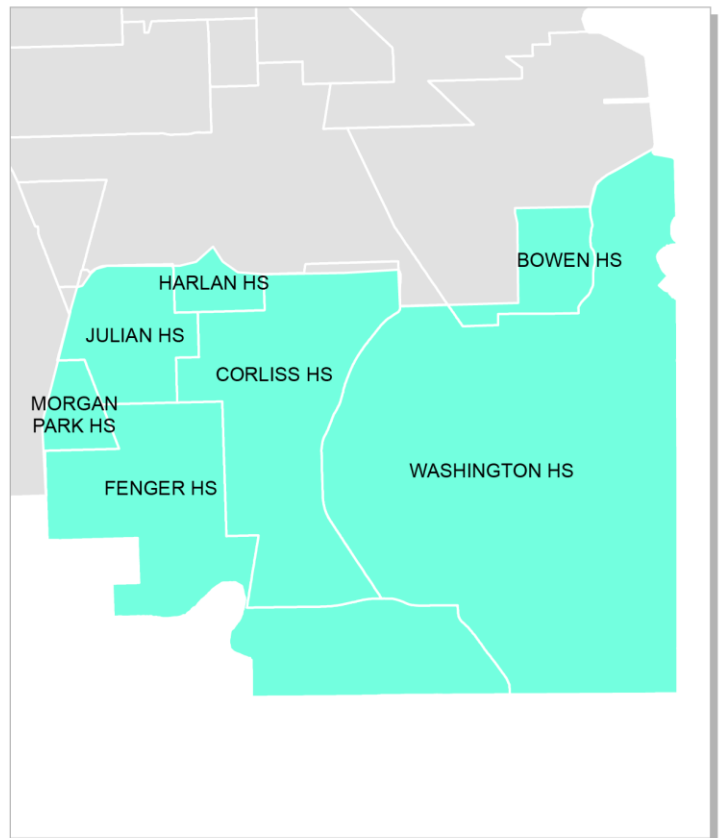 BOWEN HS
HARLAN HS
JULIAN HS
CORLISS HS
MORGAN
PARK HS
WASHINGTON HS
FENGER HS